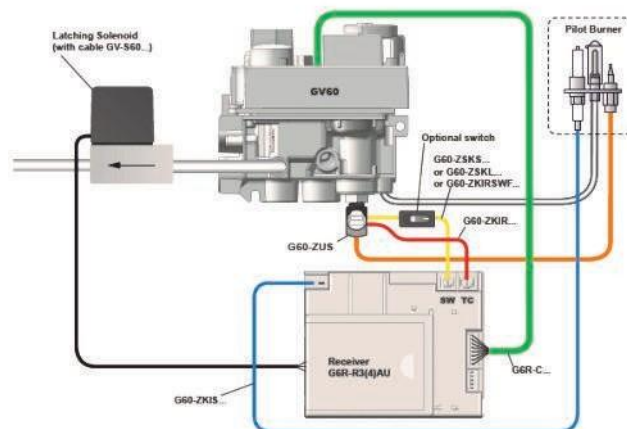 Latching Solenoid
(with cable GV-S60...)
Pilot Burner
GV60
Optional switch
G60-ZSKS...
or G60-ZSKL...
or G60-ZKIRSWF...
G60-ZKIR...
G60-ZUS
SW TC
Receiver
G6R-R3(4)AU
G6R-C...
G60-ZKIS...